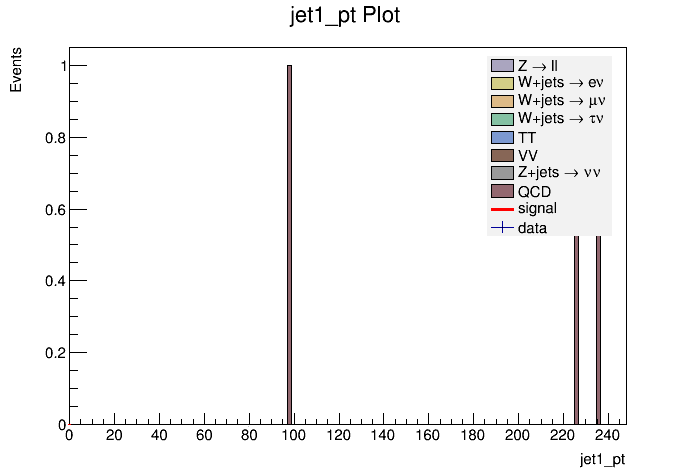 jet1_pt Plot
Events
1
0.8
0.6
0.4
0.2
0
0 20 40 60 80 100 120 140 160 180 200 220 240
jet1_pt
Z → ll
W+jets → eν
W+jets → μν
W+jets → τν
TT
VV
Z+jets → νν
QCD
signal
data